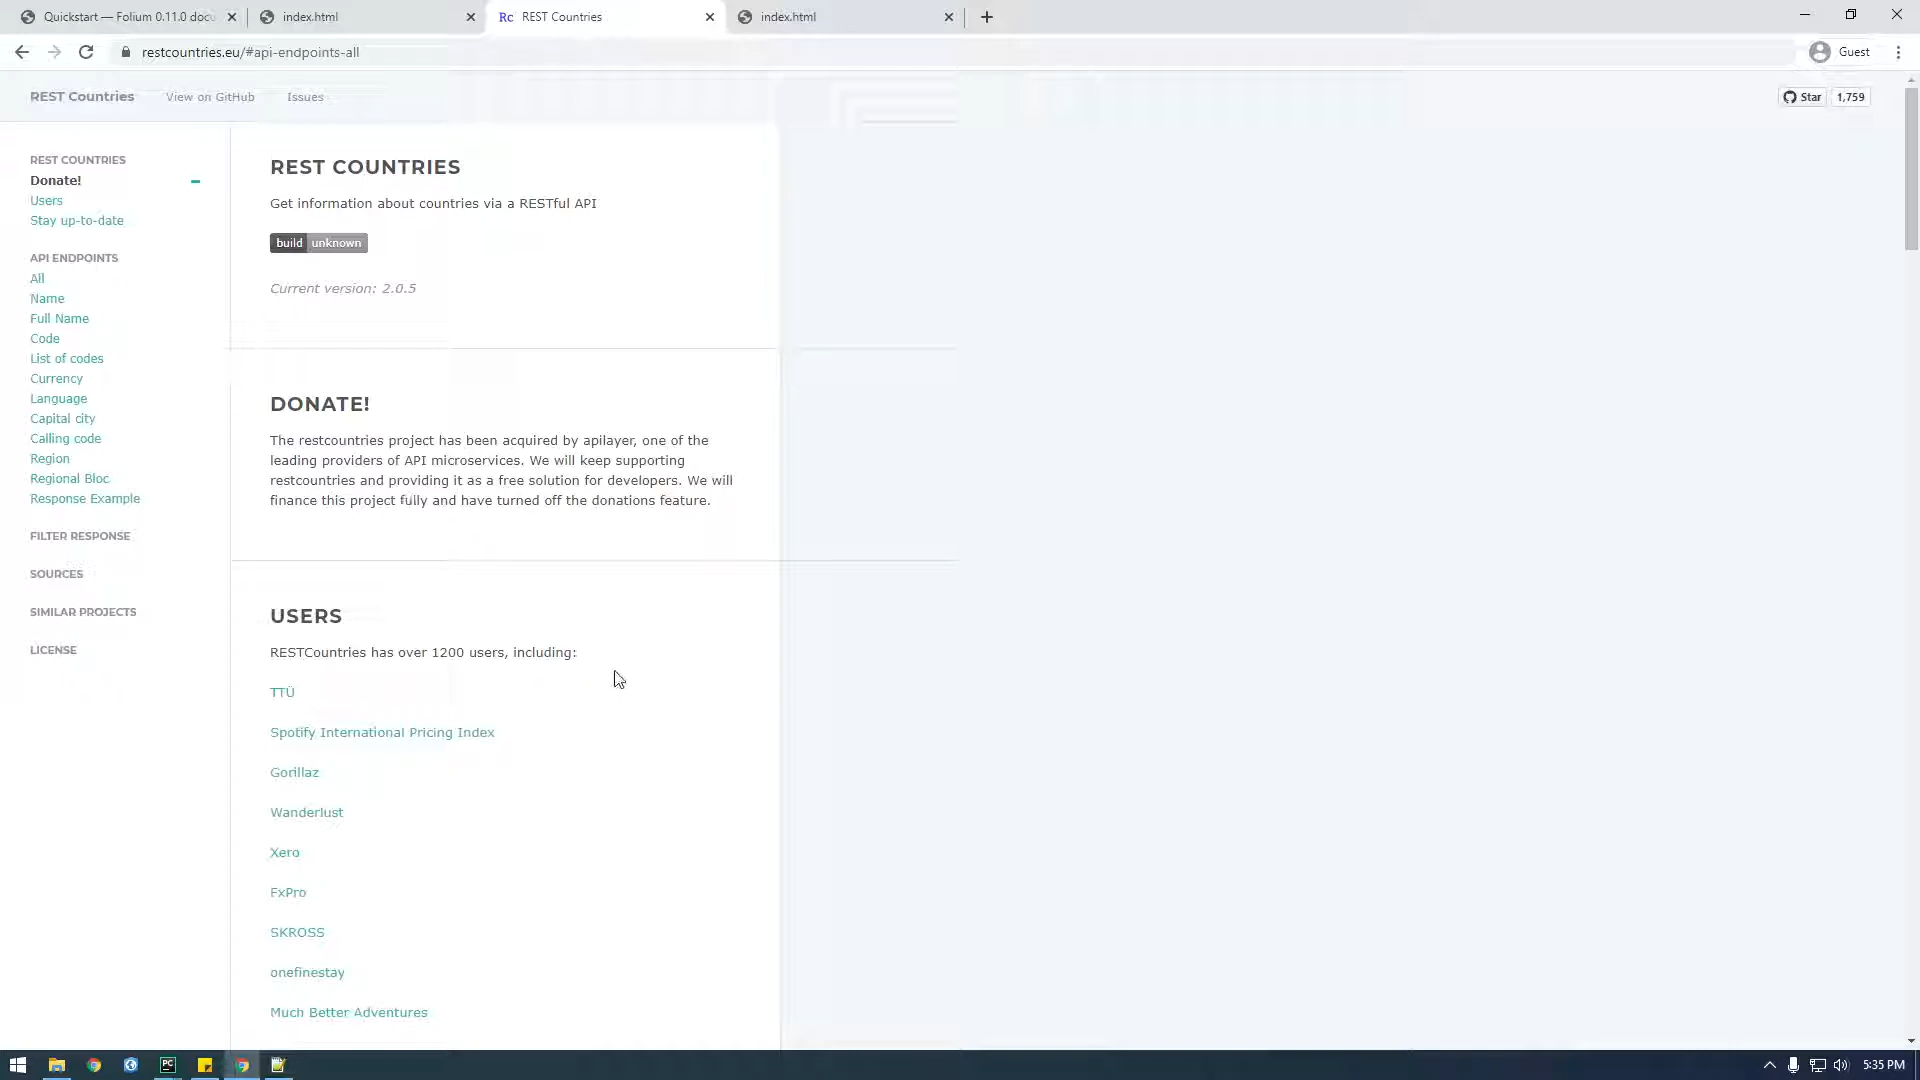 Quickstart — Folium 0.11.0 docu
index.html
Rc REST Countries
index.html
restcountries.eu/#api-endpoints-all
Guest
REST Countries
View on GitHub
Issues
Star
1,759
REST COUNTRIES
Donate!
Users
Stay up-to-date
API ENDPOINTS
All
Name
Full Name
Code
List of codes
Currency
Language
Capital city
Calling code
Region
Regional Bloc
Response Example
FILTER RESPONSE
SOURCES
SIMILAR PROJECTS
LICENSE
REST COUNTRIES
Get information about countries via a RESTful API
build unknown
Current version: 2.0.5
DONATE!
The restcountries project has been acquired by apilayer, one of the
leading providers of API microservices. We will keep supporting
restcountries and providing it as a free solution for developers. We will
finance this project fully and have turned off the donations feature.
USERS
RESTCountries has over 1200 users, including:
TTÜ
Spotify International Pricing Index
Gorillaz
Wanderlust
Xero
FxPro
SKROSS
onefinestay
Much Better Adventures
PC
5:35 PM